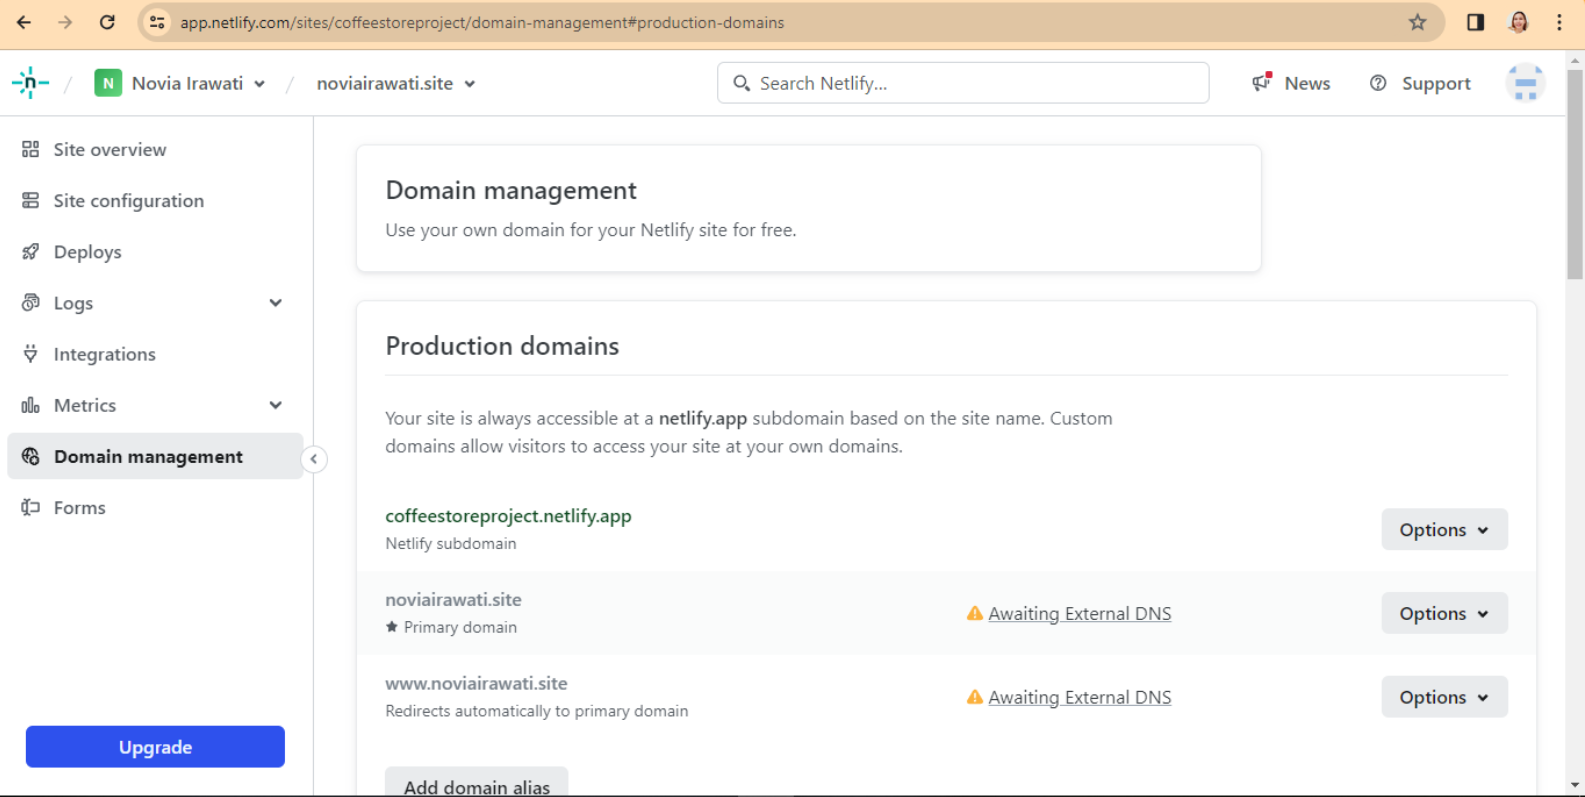 app.netlify.com/sites/coffeestoreproject/domain-management#production-domains
n / N Novia Irawati / noviairawati.site
Search Netlify...
News
Support
Site overview
Site configuration
Deploys
Logs
Integrations
Metrics
Domain management
Forms
Upgrade
Domain management
Use your own domain for your Netlify site for free.
Production domains
Your site is always accessible at a netlify.app subdomain based on the site name. Custom
domains allow visitors to access your site at your own domains.
coffeestoreproject.netlify.app
Netlify subdomain
Options
noviairawati.site
★ Primary domain
Awaiting External DNS
Options
www.noviairawati.site
Redirects automatically to primary domain
Awaiting External DNS
Options
Add domain alias